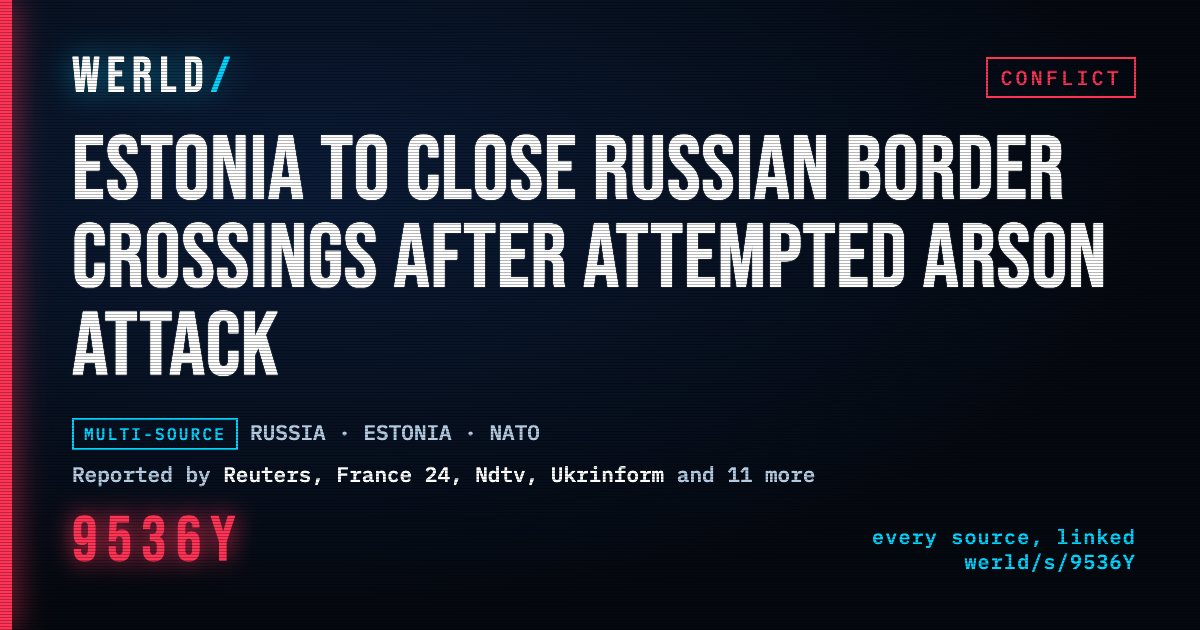 WERLD/
CONFLICT
ESTONIA TO CLOSE RUSSIAN BORDER
CROSSINGS AFTER ATTEMPTED ARSON
ATTACK
MULTI-SOURCE RUSSIA · ESTONIA · NATO
Reported by Reuters, France 24, Ndtv, Ukrinform and 11 more
9536Y
every source, linked
werld/s/9536Y